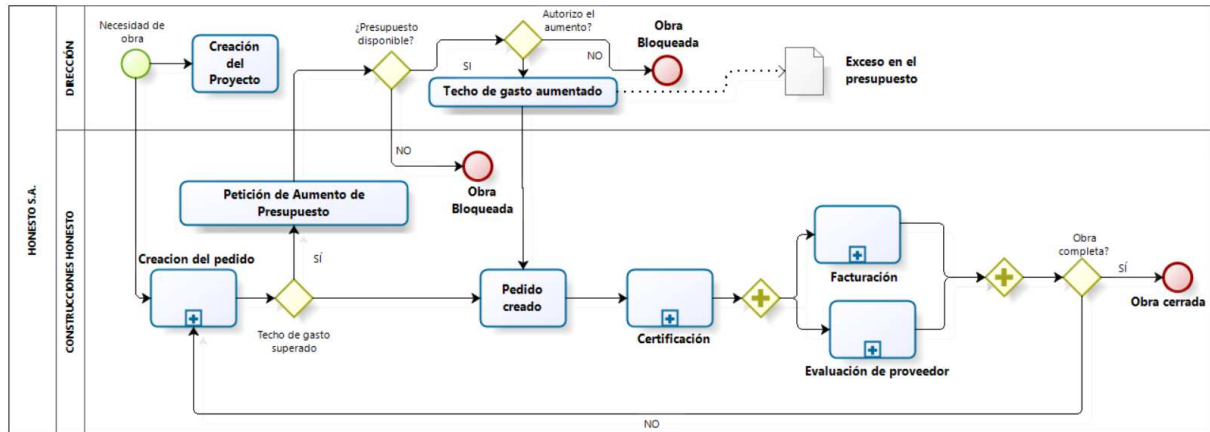 HONESTO S.A.
DIRECCIÓN
Necesidad de
obra
Creación
del
Proyecto
¿Presupuesto
disponible?
SI
Autorizo el
aumento?
NO
Obra
Bloqueada
Techo de gasto aumentado
Exceso en el
presupuesto
CONSTRUCCIONES HONESTO
NO
Obra
Bloqueada
Petición de Aumento de
Presupuesto
SÍ
Creacion del pedido
Techo de gasto
superado
Pedido
creado
Certificación
Facturación
Evaluación de proveedor
Obra
completa?
SÍ
Obra cerrada
NO